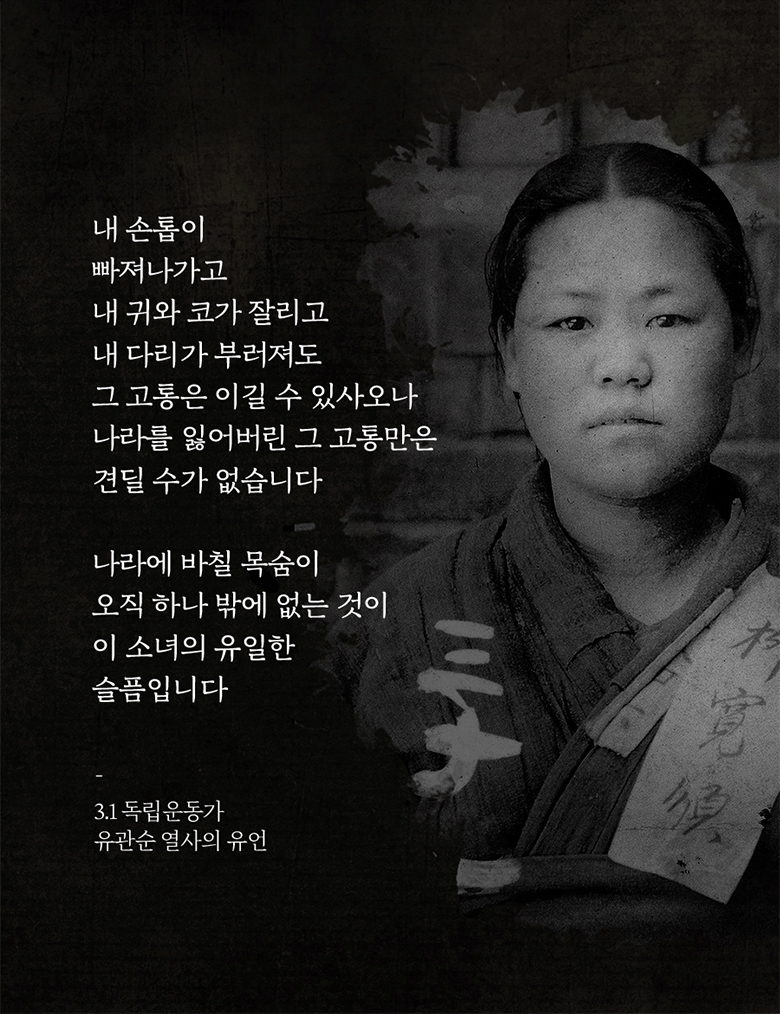 내 손톱이
빠져나가고
내 귀와 코가 잘리고
내 다리가 부러져도
그 고통은 이길 수 있사오나
나라를 잃어버린 그 고통만은
견딜 수가 없습니다
나라에 바칠 목숨이
오직 하나 밖에 없는 것이
이 소녀의 유일한
슬픔입니다
-
3.1 독립운동가
유관순 열사의 유언
寛